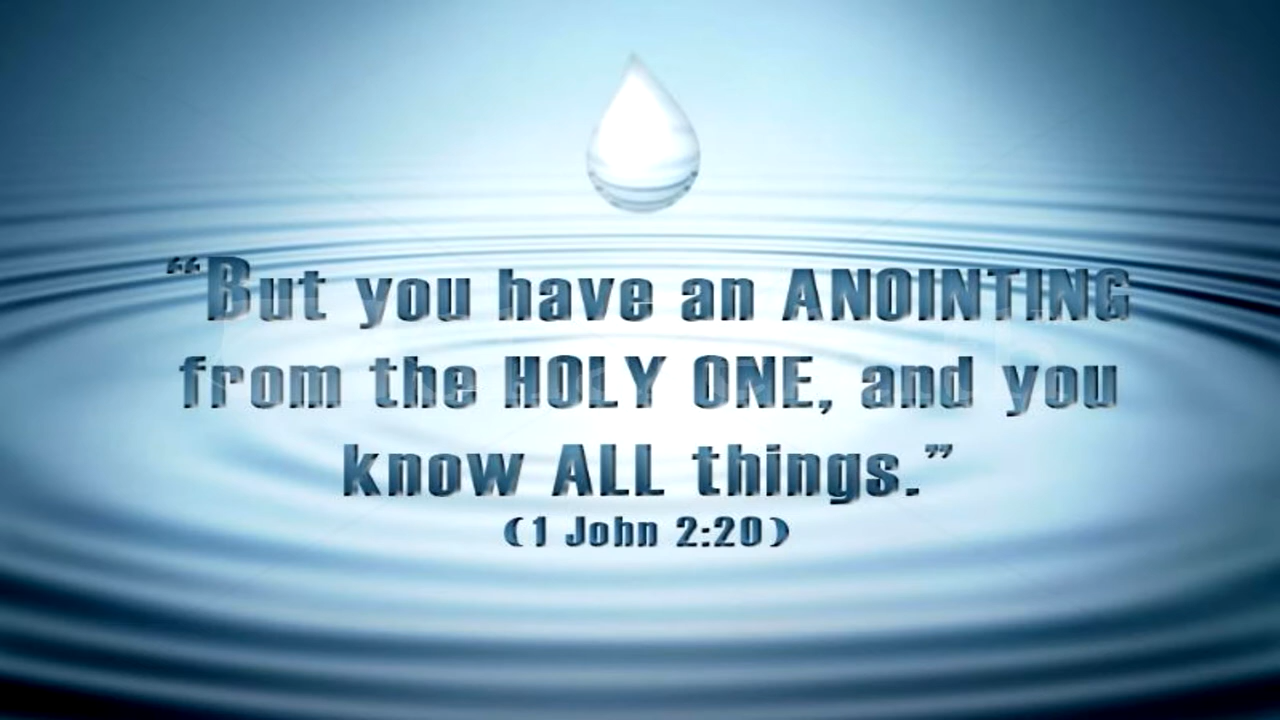 “But you have an ANOINTING
from the HOLY ONE, and you
know ALL things.”
(1 John 2:20)